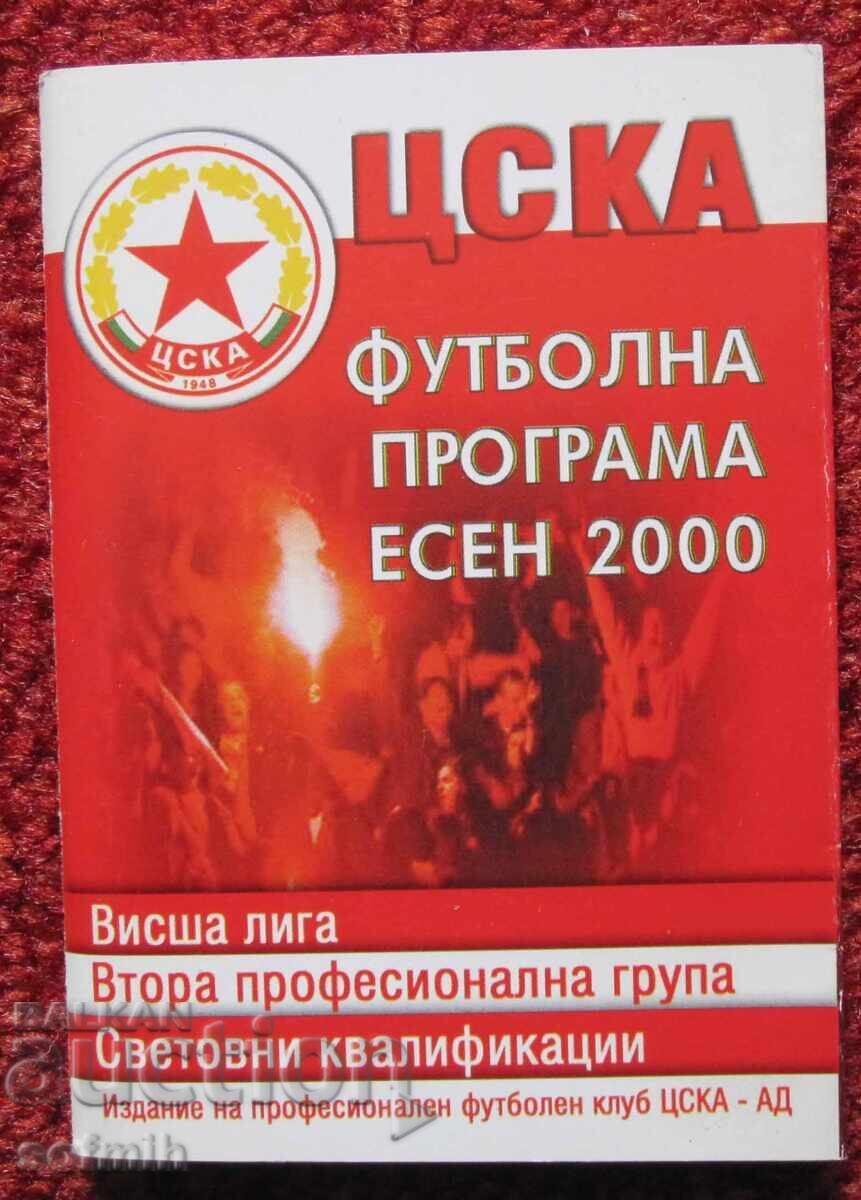 ЦСКА
ЦСКА
1948
ФУТБОЛНА
ПРОГРАМА
ЕСЕН 2000
Висша лига
Втора професионална група
Световни квалификации
Издание на професионален футболен клуб ЦСКА - АД
BALKAN
auction
sofmih